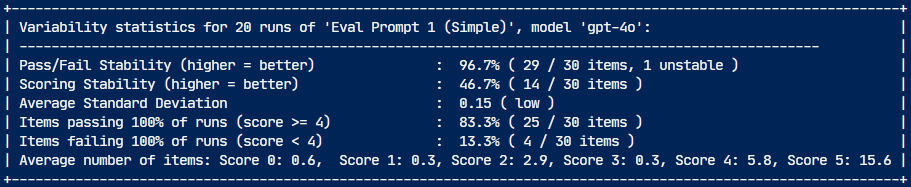 Variability statistics for 20 runs of 'Eval Prompt 1 (Simple)', model 'gpt-4o':
Pass/Fail Stability (higher = better) : 96.7% ( 29 / 30 items, 1 unstable )
Scoring Stability (higher = better) : 46.7% ( 14 / 30 items )
Average Standard Deviation : 0.15 ( low )
Items passing 100% of runs (score >= 4) : 83.3% ( 25 / 30 items )
Items failing 100% of runs (score < 4) : 13.3% ( 4 / 30 items )
Average number of items: Score 0: 0.6, Score 1: 0.3, Score 2: 2.9, Score 3: 0.3, Score 4: 5.8, Score 5: 15.6